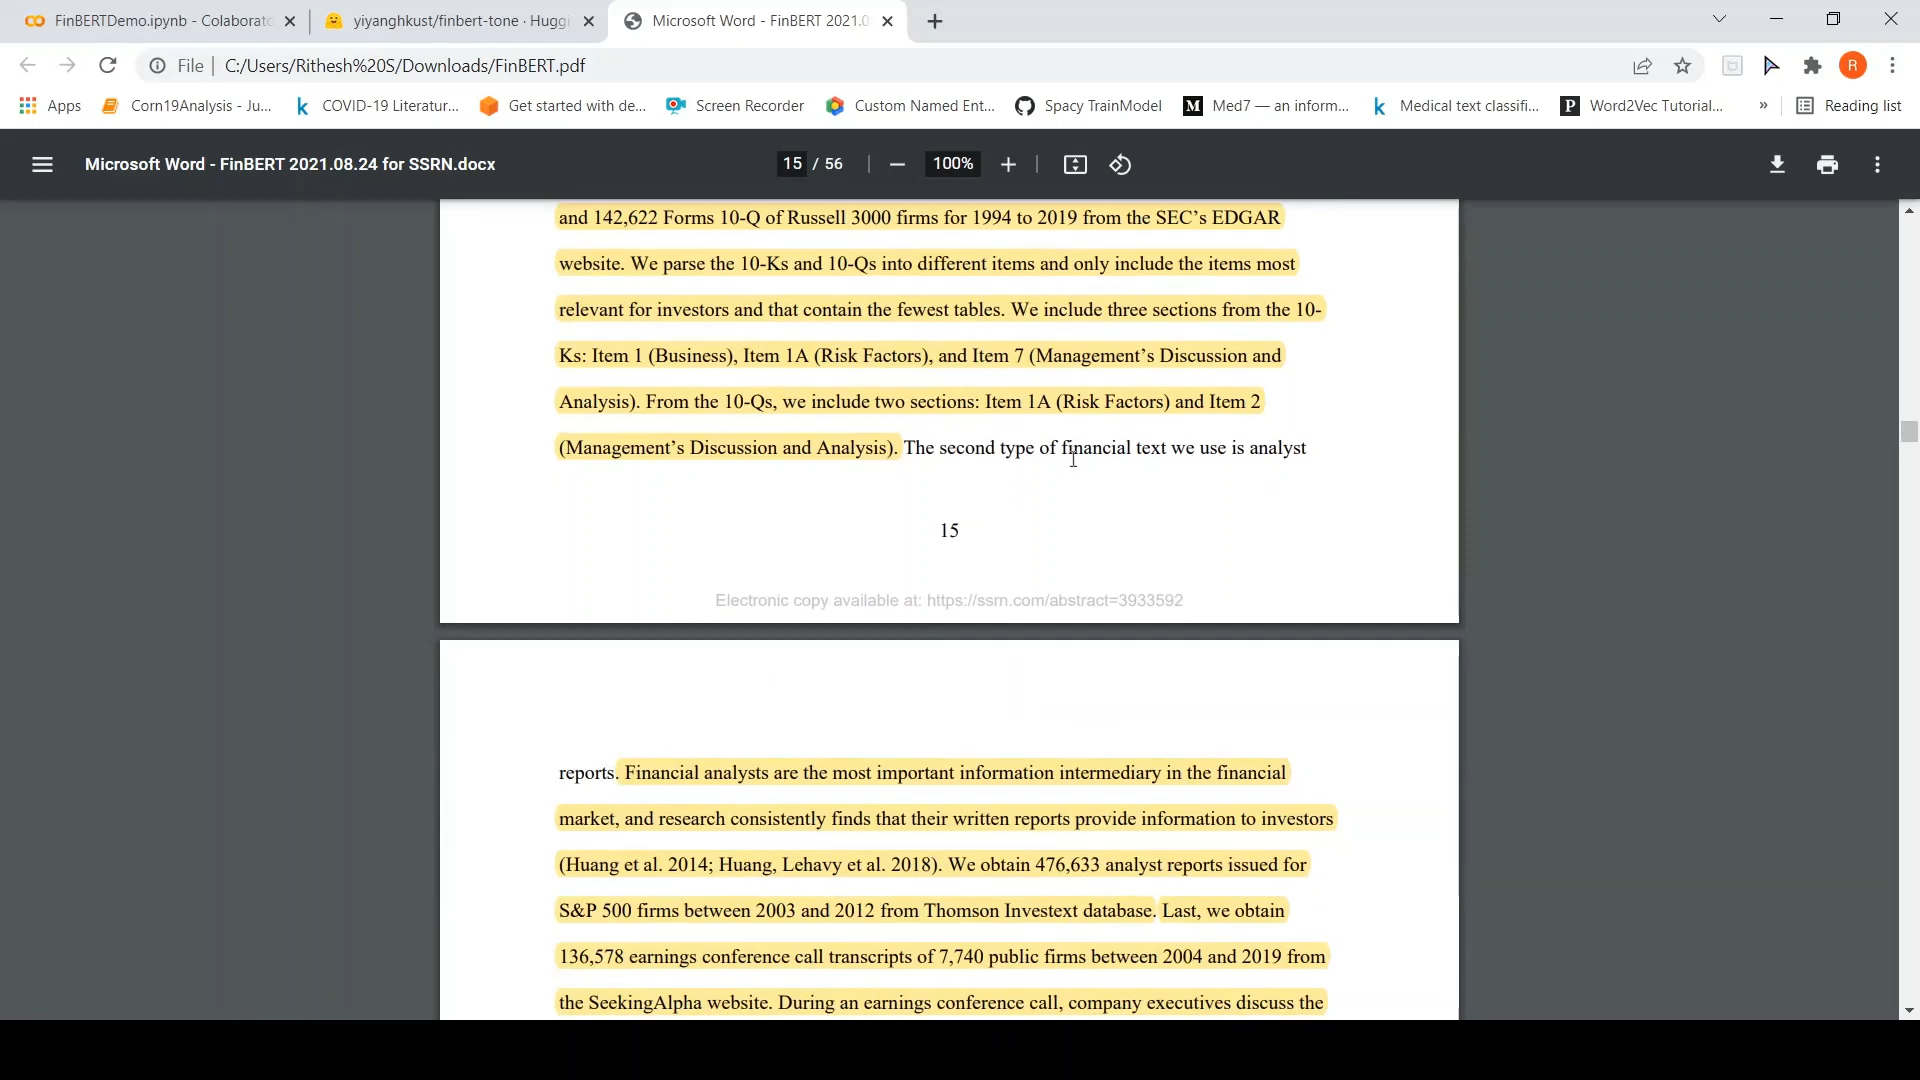 FinBERTDemo.ipynb - Colaborato
yiyanghkust/finbert-tone · Huggi
Microsoft Word - FinBERT 2021.0
File
C:/Users/Rithesh%20S/Downloads/FinBERT.pdf
R
Apps
Corn19Analysis - Ju...
COVID-19 Literatur...
Get started with de...
Screen Recorder
Custom Named Ent...
Spacy TrainModel
Med7 — an inform...
Medical text classifi...
Word2Vec Tutorial...
»
Reading list
Microsoft Word - FinBERT 2021.08.24 for SSRN.docx
15 / 56
100%
and 142,622 Forms 10-Q of Russell 3000 firms for 1994 to 2019 from the SEC’s EDGAR
website. We parse the 10-Ks and 10-Qs into different items and only include the items most
relevant for investors and that contain the fewest tables. We include three sections from the 10-
Ks: Item 1 (Business), Item 1A (Risk Factors), and Item 7 (Management’s Discussion and
Analysis). From the 10-Qs, we include two sections: Item 1A (Risk Factors) and Item 2
(Management’s Discussion and Analysis). The second type of financial text we use is analyst
15
Electronic copy available at: https://ssrn.com/abstract=3933592
reports. Financial analysts are the most important information intermediary in the financial
market, and research consistently finds that their written reports provide information to investors
(Huang et al. 2014; Huang, Lehavy et al. 2018). We obtain 476,633 analyst reports issued for
S&P 500 firms between 2003 and 2012 from Thomson Investext database. Last, we obtain
136,578 earnings conference call transcripts of 7,740 public firms between 2004 and 2019 from
the SeekingAlpha website. During an earnings conference call, company executives discuss the